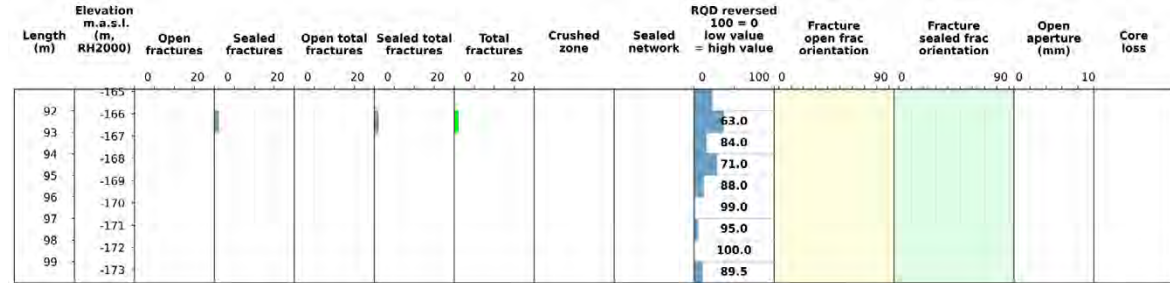 Length (m)
Elevation m.a.s.l. (m, RH2000)
Open fractures
Sealed fractures
Open total fractures
Sealed total fractures
Total fractures
Crushed zone
Sealed network
RQD reversed 100 = 0 low value = high value
Fracture open frac orientation
Fracture sealed frac orientation
Open aperture (mm)
Core loss
0 20 0 20 0 20 0 20 0 20 0 100 0 90 0 90 0 10
-165
92 -166 63.0
93 -167 84.0
94 -168 71.0
95 -169 88.0
96 -170 99.0
97 -171 95.0
98 -172 100.0
99 -173 89.5